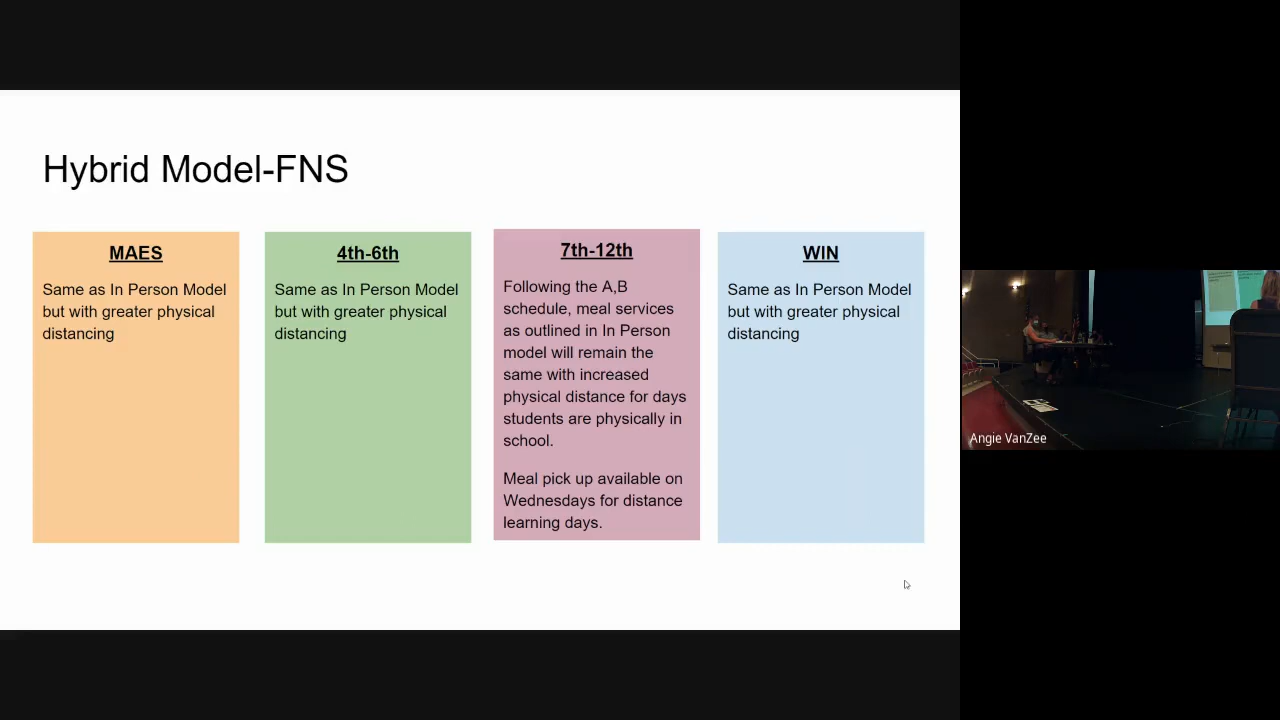 Hybrid Model-FNS
MAES
Same as In Person Model
but with greater physical
distancing
4th-6th
Same as In Person Model
but with greater physical
distancing
7th-12th
Following the A,B
schedule, meal services
as outlined in In Person
model will remain the
same with increased
physical distance for days
students are physically in
school.
Meal pick up available on
Wednesdays for distance
learning days.
WIN
Same as In Person Model
but with greater physical
distancing
Angie VanZee